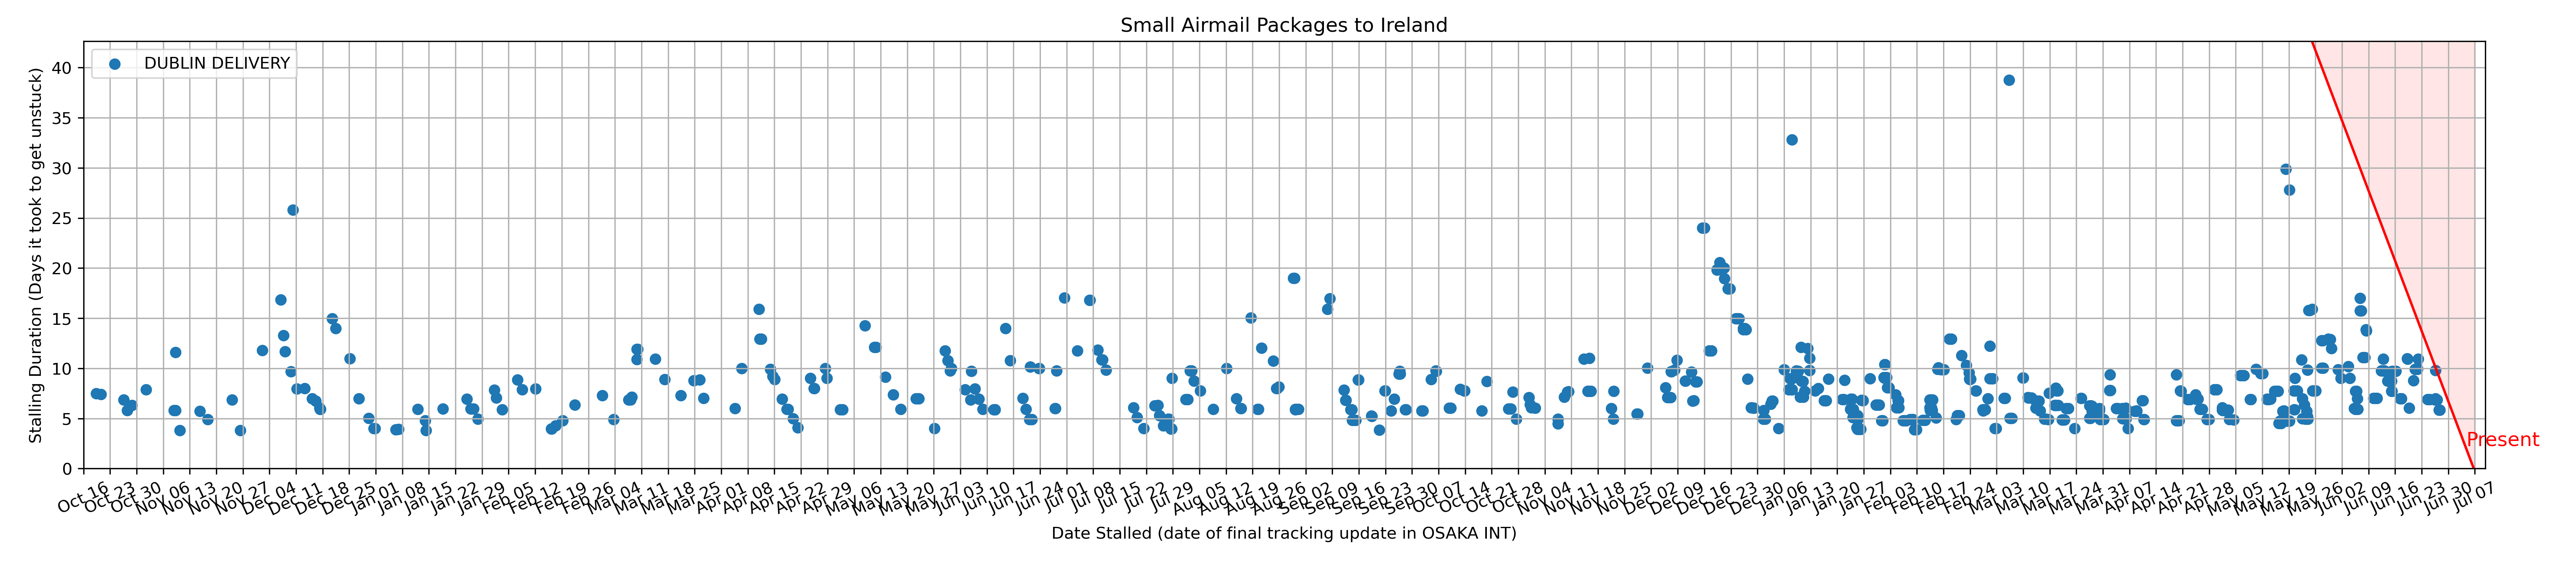 Small Airmail Packages to Ireland
DUBLIN DELIVERY
Stalling Duration (Days it took to get unstuck)
40
35
30
25
20
15
10
5
0
Present
Oct 16 Oct 23 Oct 30 Nov 06 Nov 13 Nov 20 Nov 27 Dec 04 Dec 11 Dec 18 Dec 25 Jan 01 Jan 08 Jan 15 Jan 22 Jan 29 Feb 05 Feb 12 Feb 19 Feb 26 Mar 04 Mar 11 Mar 18 Mar 25 Apr 01 Apr 08 Apr 15 Apr 22 Apr 29 May 06 May 13 May 20 May 27 Jun 03 Jun 10 Jun 17 Jun 24 Jul 01 Jul 08 Jul 15 Jul 22 Jul 29 Aug 05 Aug 12 Aug 19 Aug 26 Sep 02 Sep 09 Sep 16 Sep 23 Sep 30 Oct 07 Oct 14 Oct 21 Oct 28 Nov 04 Nov 11 Nov 18 Nov 25 Dec 02 Dec 09 Dec 16 Dec 23 Dec 30 Jan 06 Jan 13 Jan 20 Jan 27 Feb 03 Feb 10 Feb 17 Feb 24 Mar 03 Mar 10 Mar 17 Mar 24 Mar 31 Apr 07 Apr 14 Apr 21 Apr 28 May 05 May 12 May 19 May 26 Jun 02 Jun 09 Jun 16 Jun 23 Jun 30 Jul 07
Date Stalled (date of final tracking update in OSAKA INT)